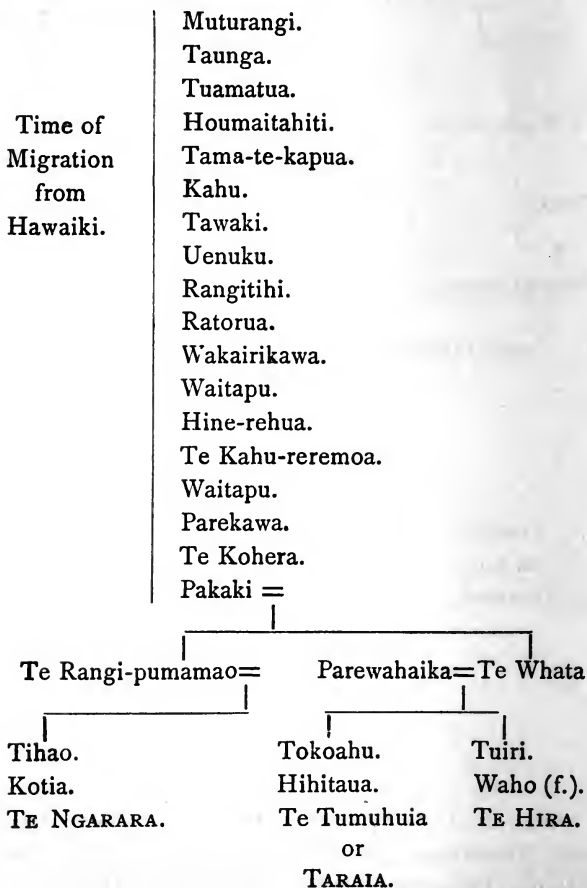 Muturangi.
Taunga.
Tuamatua.
Time of Houmaitahiti.
Migration Tama-te-kapua.
from Kahu.
Hawaiki. Tawaki.
Uenuku.
Rangitihi.
Ratorua.
Wakairikawa.
Waitapu.
Hine-rehua.
Te Kahu-reremoa.
Waitapu.
Parekawa.
Te Kohera.
Pakaki =
Te Rangi-pumamao= Parewahaika=Te Whata
Tihao. Tokoahu. Tuiri.
Kotia. Hihitaua. Waho (f.).
TE NGARARA. Te Tumuhuia TE HIRA.
or
TARAIA.